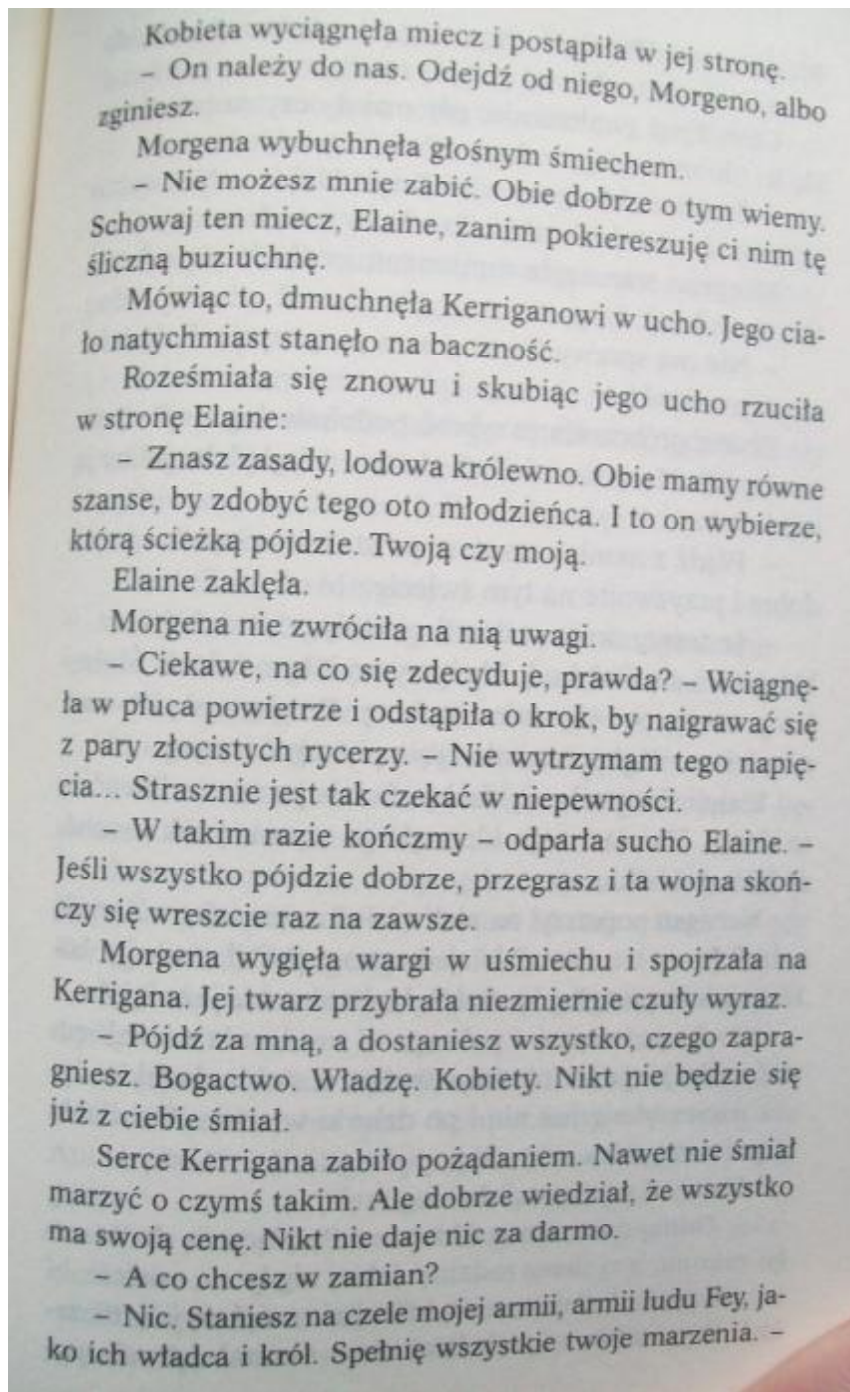 Kobieta wyciągnęła miecz i postąpiła w jej stronę.
– On należy do nas. Odejdź od niego, Morgeno, albo
zginiesz.
Morgena wybuchnęła głośnym śmiechem.
– Nie możesz mnie zabić. Obie dobrze o tym wiemy.
Schowaj ten miecz, Elaine, zanim pokiereszuję ci nim tę
śliczną buziuchnę.
Mówiąc to, dmuchnęła Kerriganowi w ucho. Jego cia-
ło natychmiast stanęło na baczność.
Roześmiała się znowu i skubiąc jego ucho rzuciła
w stronę Elaine:
– Znasz zasady, lodowa królewno. Obie mamy równe
szanse, by zdobyć tego oto młodzieńca. I to on wybierze,
którą ścieżką pójdzie. Twoją czy moją.
Elaine zaklęła.
Morgena nie zwróciła na nią uwagi.
– Ciekawe, na co się zdecyduje, prawda? – Wciągnę-
ła w płuca powietrze i odstąpiła o krok, by naigrawać się
z pary złocistych rycerzy. – Nie wytrzymam tego napię-
cia... Strasznie jest tak czekać w niepewności.
– W takim razie kończmy – odparła sucho Elaine. –
Jeśli wszystko pójdzie dobrze, przegrasz i ta wojna skoń-
czy się wreszcie raz na zawsze.
Morgena wygięła wargi w uśmiechu i spojrzała na
Kerrigana. Jej twarz przybrała niezmiernie czuły wyraz.
– Pójdź za mną, a dostaniesz wszystko, czego zapra-
gniesz. Bogactwo. Władzę. Kobiety. Nikt nie będzie się
już z ciebie śmiał.
Serce Kerrigana zabiło pożądaniem. Nawet nie śmiał
marzyć o czymś takim. Ale dobrze wiedział, że wszystko
ma swoją cenę. Nikt nie daje nic za darmo.
– A co chcesz w zamian?
– Nic. Staniesz na czele mojej armii, armii ludu Fey, ja-
ko ich władca i król. Spełnię wszystkie twoje marzenia. –